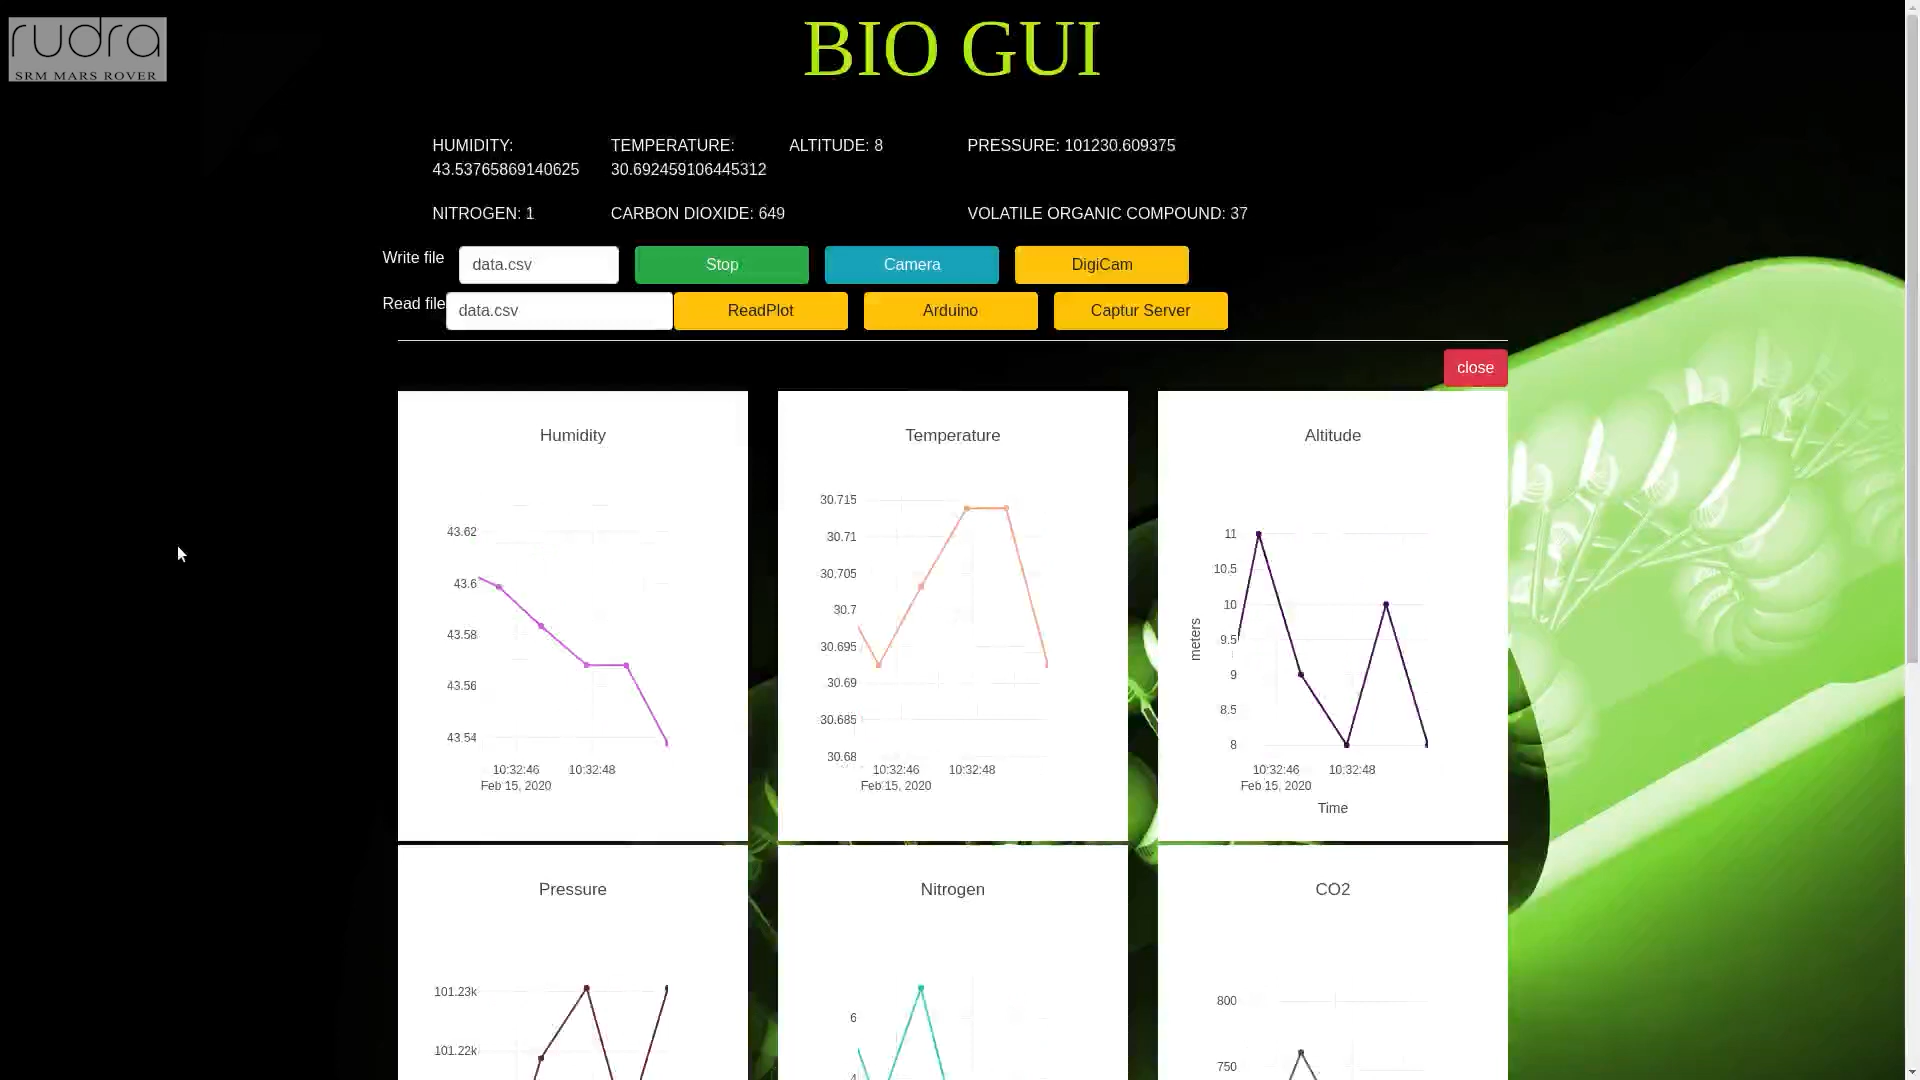 rudra
SRM MARS ROVER
BIO GUI
HUMIDITY:
43.53765869140625
TEMPERATURE:
30.692459106445312
ALTITUDE: 8
PRESSURE: 101230.609375
NITROGEN: 1
CARBON DIOXIDE: 649
VOLATILE ORGANIC COMPOUND: 37
Write file
data.csv
Stop
Camera
DigiCam
Read file
data.csv
ReadPlot
Arduino
Captur Server
close
Humidity
43.62
43.6
43.58
43.56
43.54
10:32:46
10:32:48
Feb 15, 2020
Temperature
30.715
30.71
30.705
30.7
30.695
30.69
30.685
30.68
10:32:46
10:32:48
Feb 15, 2020
Altitude
meters
11
10.5
10
9.5
9
8.5
8
10:32:46
10:32:48
Feb 15, 2020
Time
Pressure
101.23k
101.22k
Nitrogen
6
4
CO2
800
750